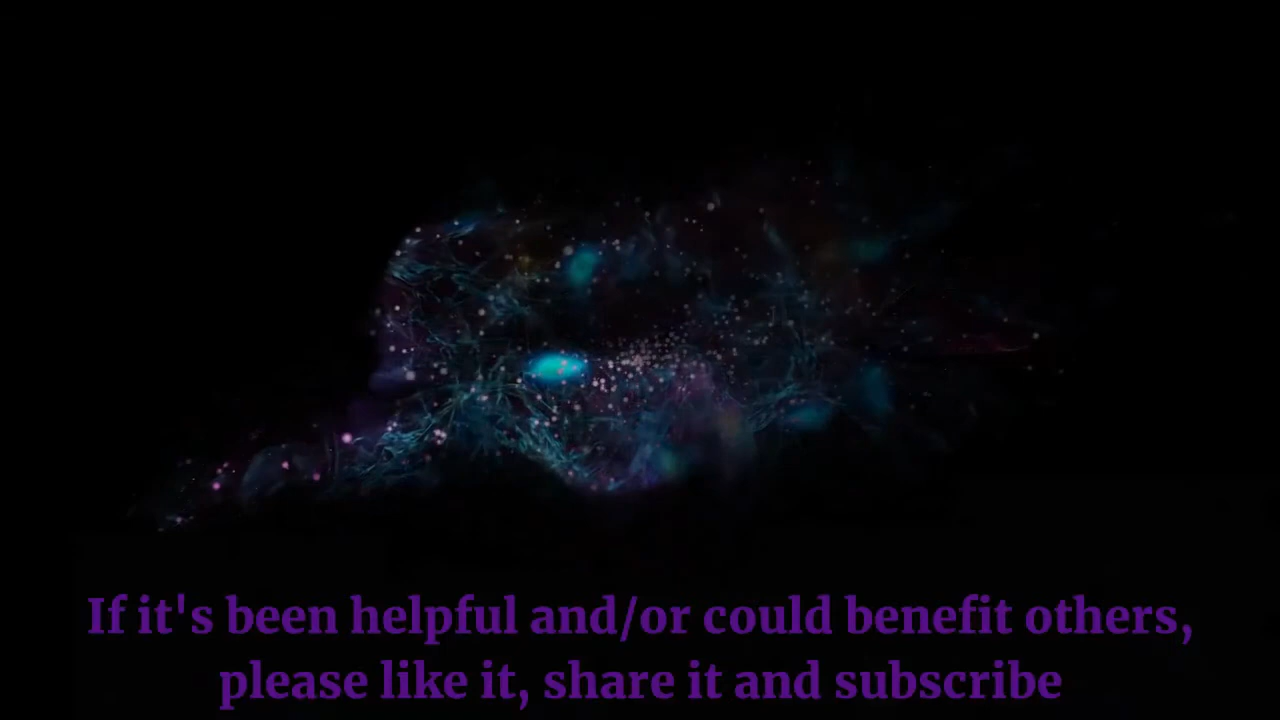 If it's been helpful and/or could benefit others,
please like it, share it and subscribe